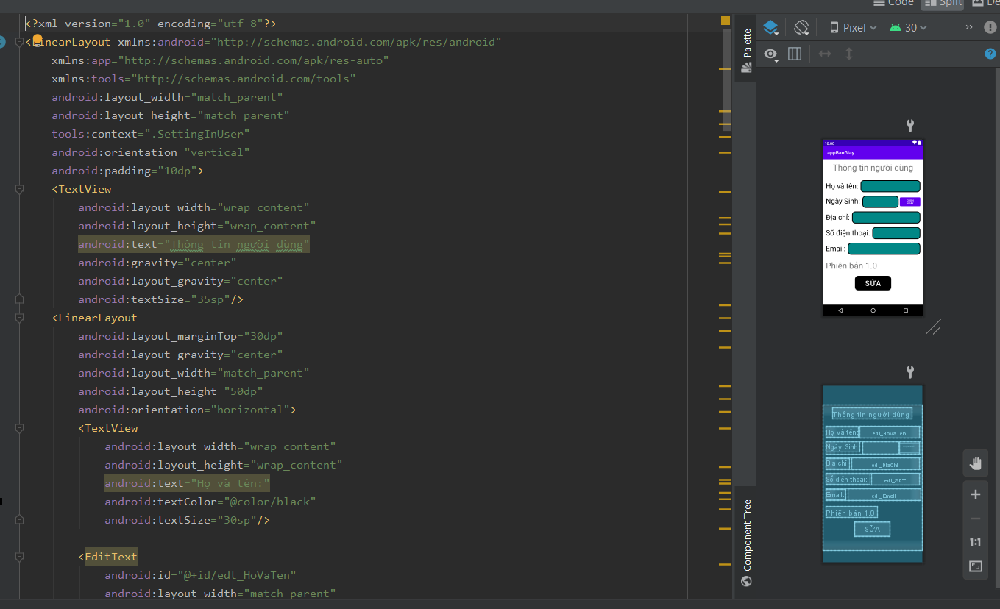 Code
Split
De
<?xml version="1.0" encoding="utf-8"?>
<LinearLayout xmlns:android="http://schemas.android.com/apk/res/android"
xmlns:app="http://schemas.android.com/apk/res-auto"
xmlns:tools="http://schemas.android.com/tools"
android:layout_width="match_parent"
android:layout_height="match_parent"
tools:context=".SettingInUser"
android:orientation="vertical"
android:padding="10dp">
<TextView
android:layout_width="wrap_content"
android:layout_height="wrap_content"
android:text="Thông tin người dùng"
android:gravity="center"
android:layout_gravity="center"
android:textSize="35sp"/>
<LinearLayout
android:layout_marginTop="30dp"
android:layout_gravity="center"
android:layout_width="match_parent"
android:layout_height="50dp"
android:orientation="horizontal">
<TextView
android:layout_width="wrap_content"
android:layout_height="wrap_content"
android:text="Họ và tên:"
android:textColor="@color/black"
android:textSize="30sp"/>
<EditText
android:id="@+id/edt_HoVaTen"
android:layout_width="match_parent"
Palette
Component Tree
Pixel
30
10:00
appBanGiay
Thông tin người dùng
Họ và tên:
Ngày Sinh:
Địa chỉ:
Số điện thoại:
Email:
Phiên bản 1.0
SỬA
Thông tin người dùng
Họ và tên:
edt_HoVaTen
Ngày Sinh:
Địa chỉ:
edt_DiaChi
Số điện thoại:
edt_SDT
Email:
edt_Email
Phiên bản 1.0
SỬA
1:1